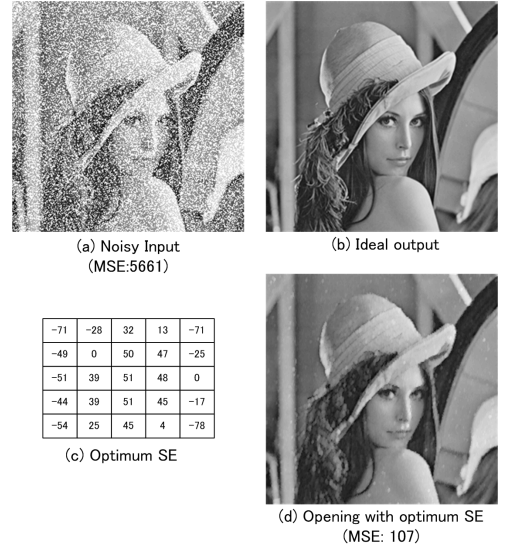 (a) Noisy Input
(MSE:5661)
(b) Ideal output
-71 -28 32 13 -71
-49 0 50 47 -25
-51 39 51 48 0
-44 39 51 45 -17
-54 25 45 4 -78
(c) Optimum SE
(d) Opening with optimum SE
(MSE: 107)